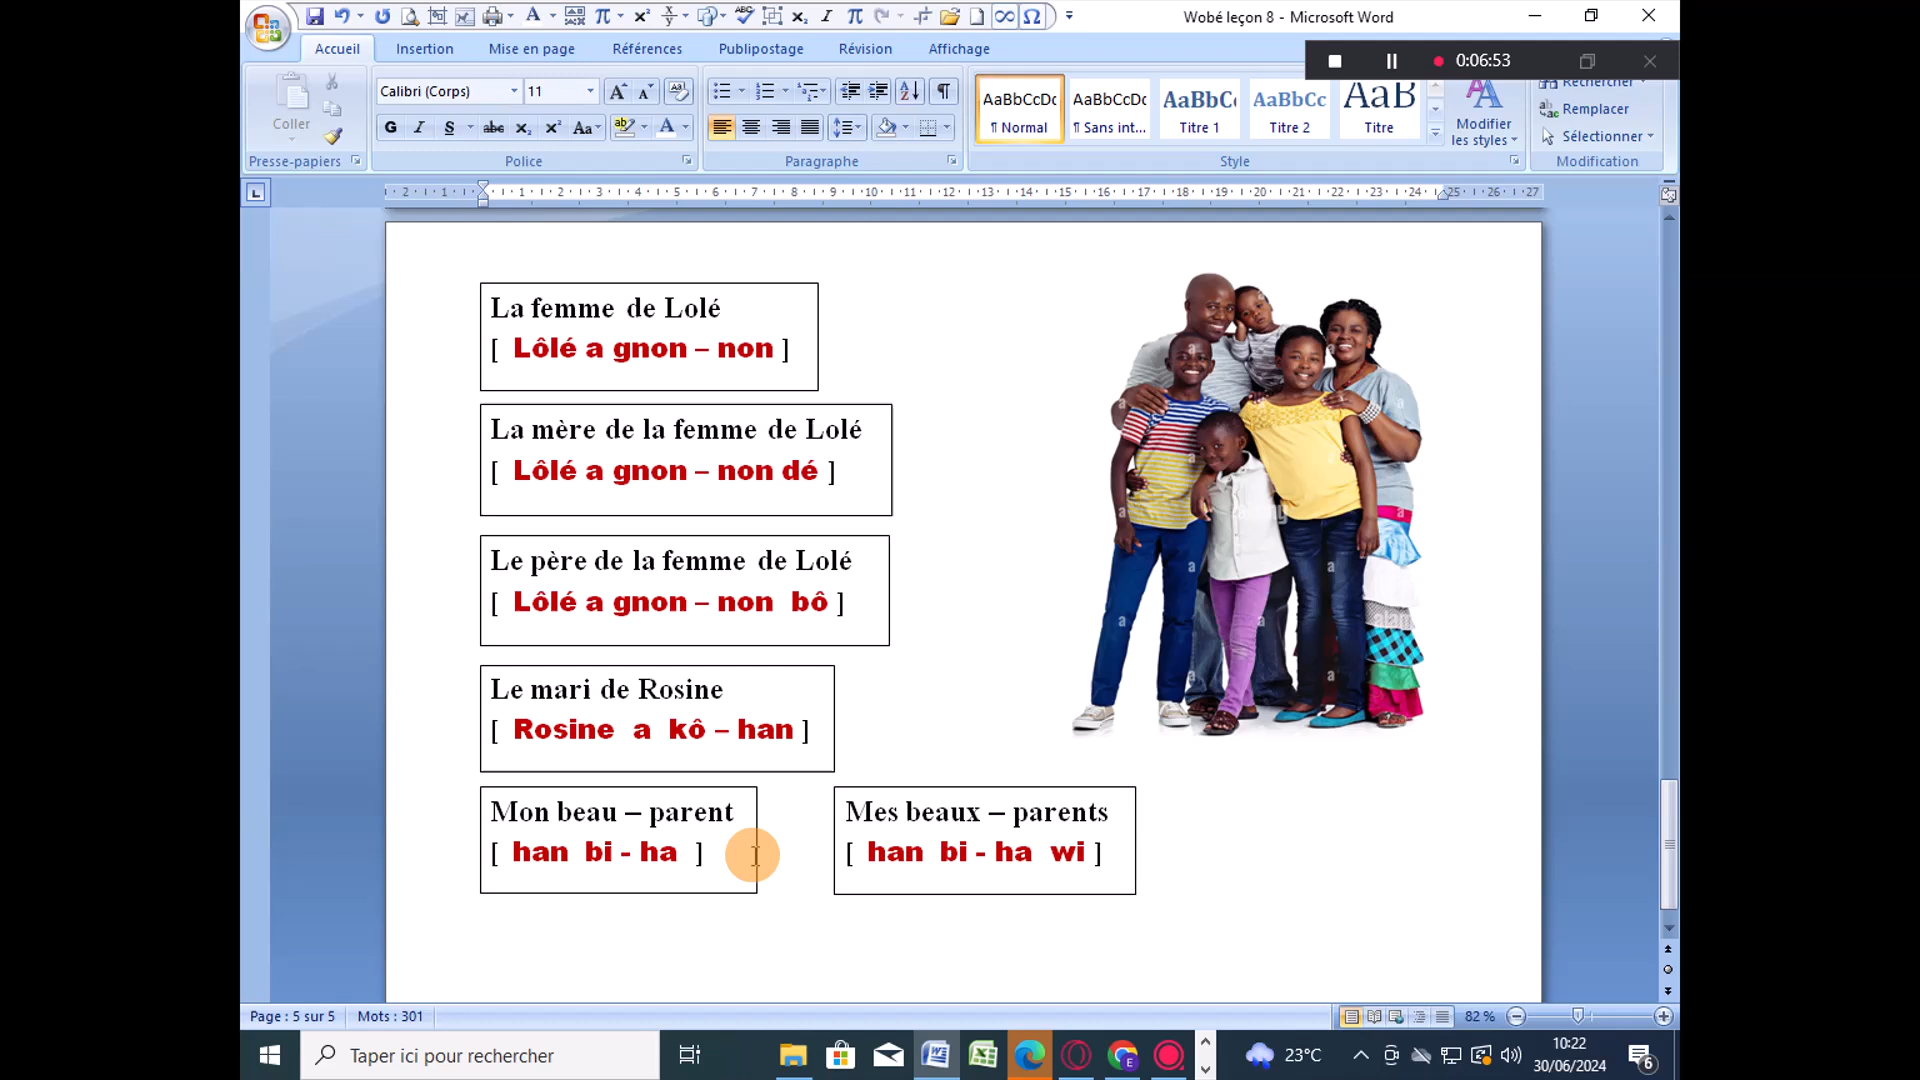 Wobé leçon 8 - Microsoft Word
Accueil Insertion Mise en page Références Publipostage Révision Affichage
0:06:53
Coller
Presse-papiers
Calibri (Corps) 11
Police
Paragraphe
AaBbCcDc AaBbCcDc AaBbC AaBbCc AaB
¶ Normal ¶ Sans int... Titre 1 Titre 2 Titre
Style
Modifier les styles
Rechercher
Remplacer
Sélectionner
Modification
La femme de Lolé
[ Lôlé a gnon – non ]
La mère de la femme de Lolé
[ Lôlé a gnon – non dé ]
Le père de la femme de Lolé
[ Lôlé a gnon – non bô ]
Le mari de Rosine
[ Rosine a kô – han ]
Mon beau – parent
[ han bi - ha ]
Mes beaux – parents
[ han bi - ha wi ]
Page : 5 sur 5 Mots : 301
82 %
Taper ici pour rechercher
23°C
10:22
30/06/2024
6